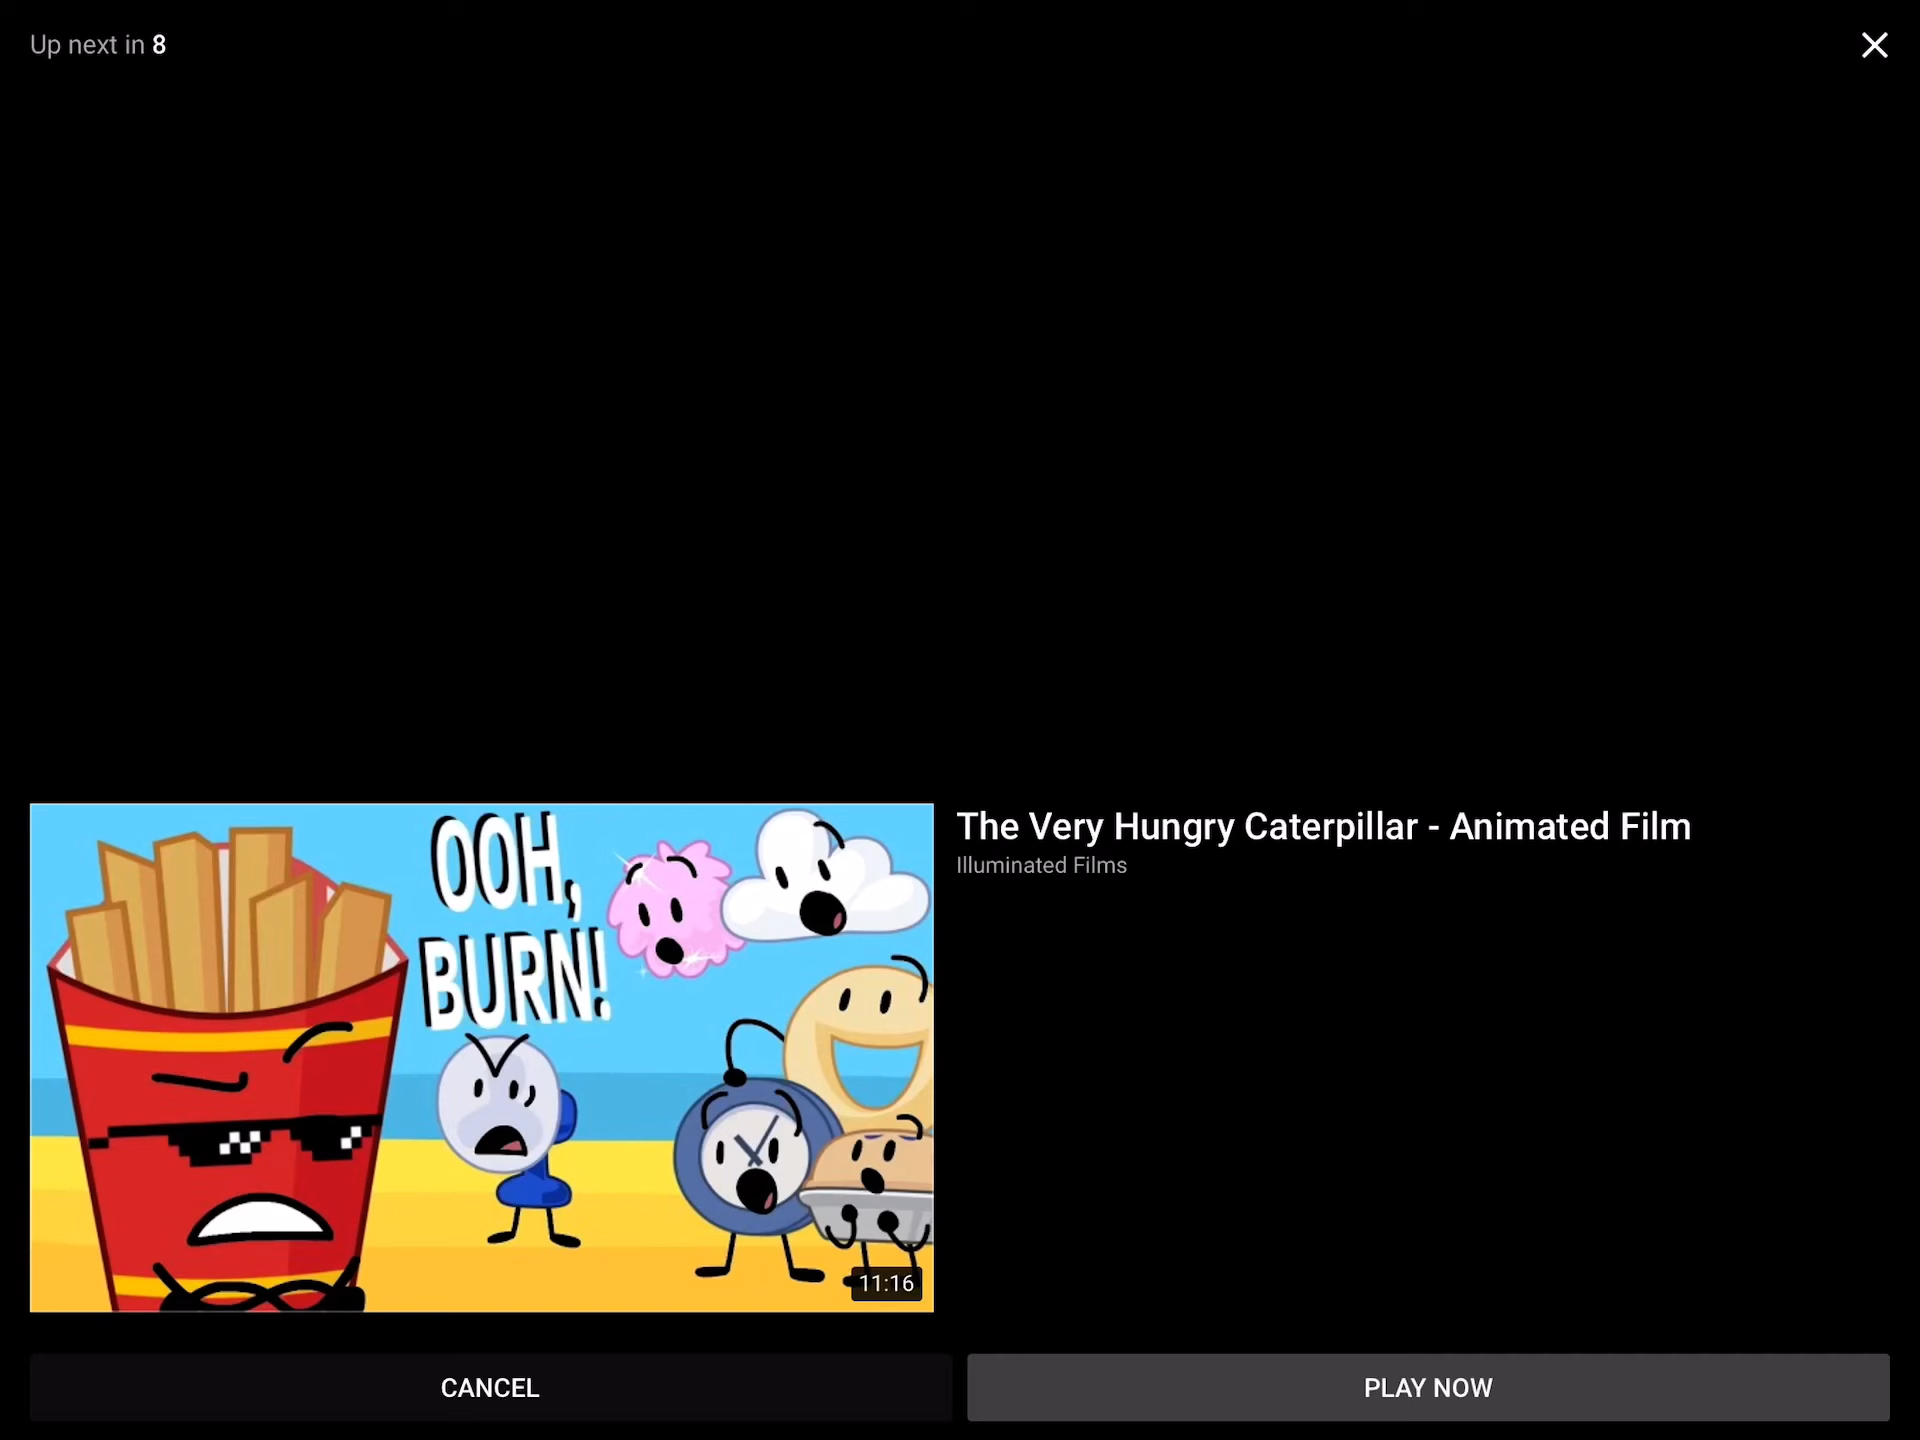 Up next in 8
OOH,
BURN!
The Very Hungry Caterpillar - Animated Film
Illuminated Films
11:16
CANCEL
PLAY NOW